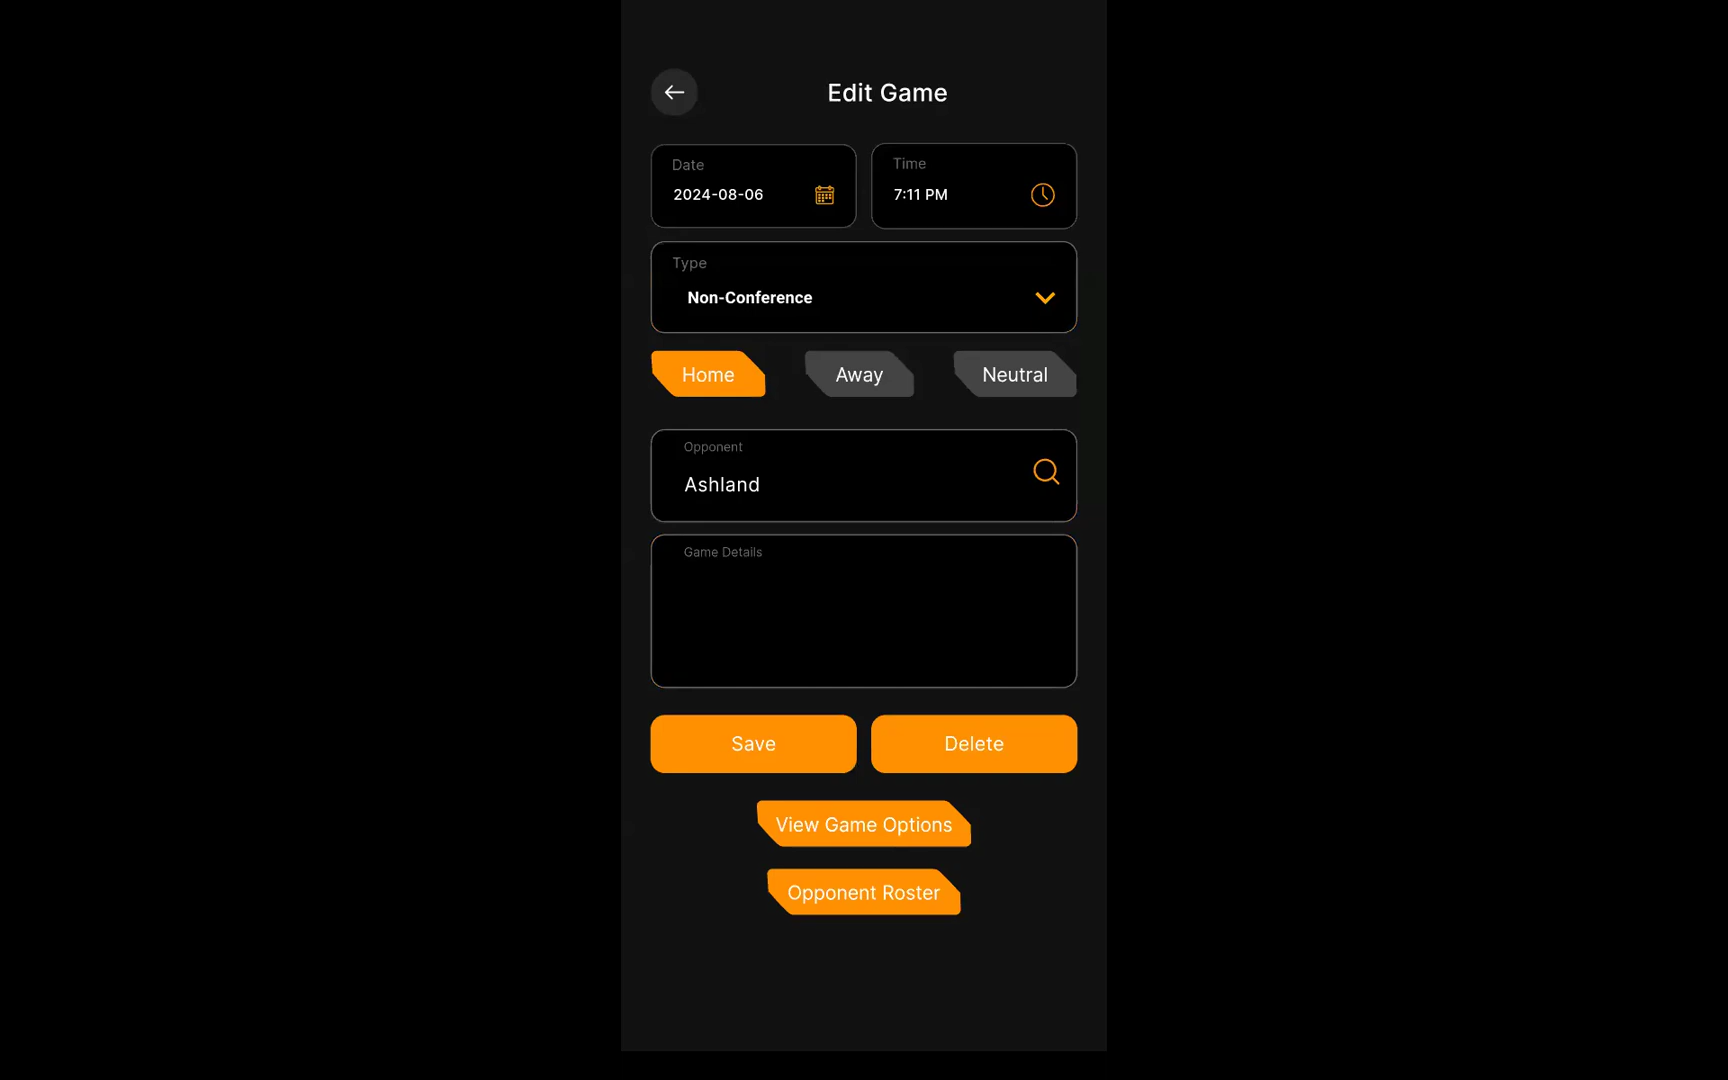 Edit Game
Date
2024-08-06
Time
7:11 PM
Type
Non-Conference
Home
Away
Neutral
Opponent
Ashland
Game Details
Save
Delete
View Game Options
Opponent Roster